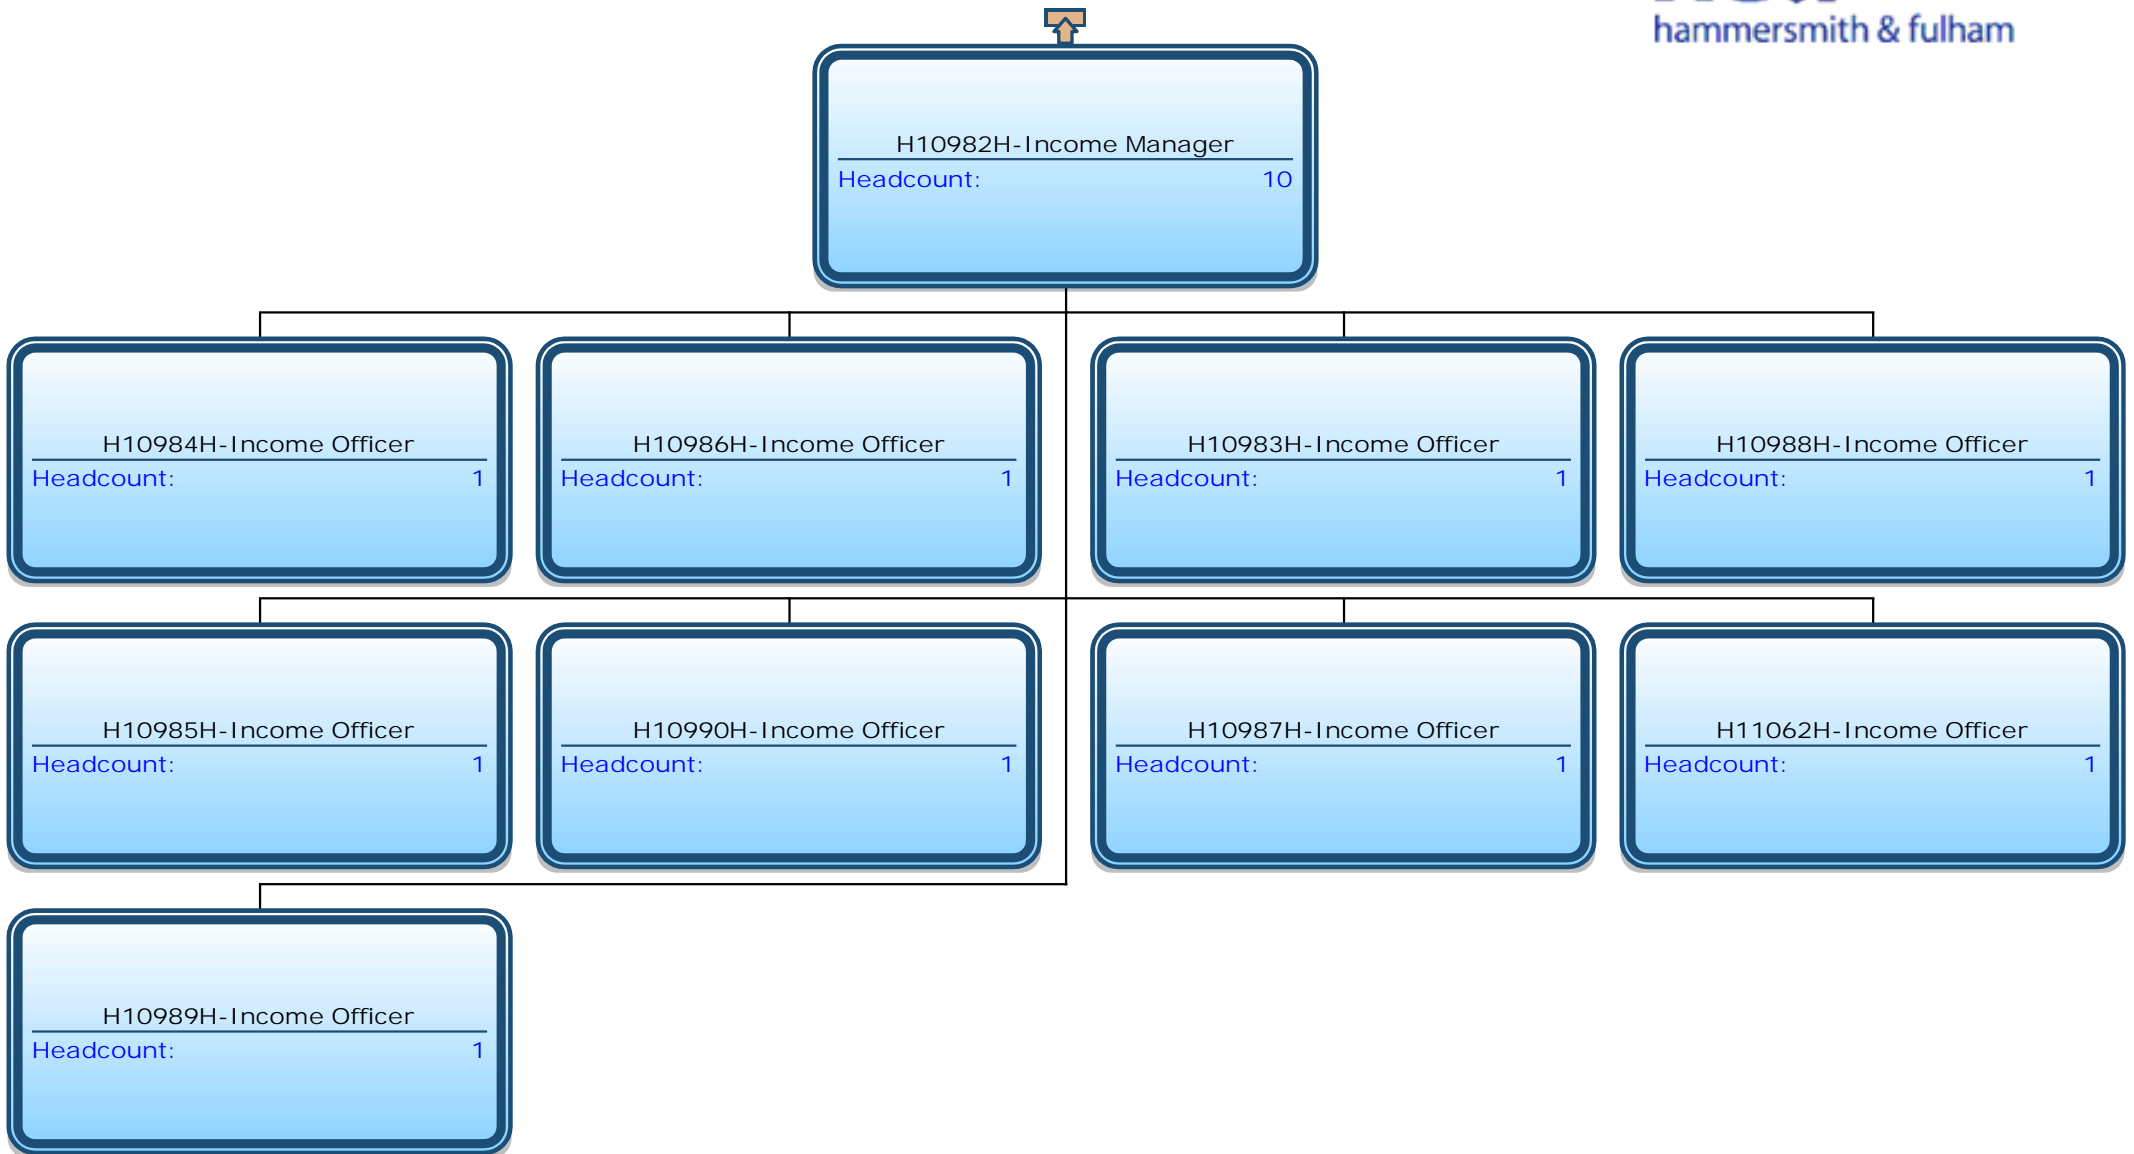 hammersmith & fulham
H10982H-Income Manager
Headcount: 10
H10984H-Income Officer
Headcount: 1
H10986H-Income Officer
Headcount: 1
H10983H-Income Officer
Headcount: 1
H10988H-Income Officer
Headcount: 1
H10985H-Income Officer
Headcount: 1
H10990H-Income Officer
Headcount: 1
H10987H-Income Officer
Headcount: 1
H11062H-Income Officer
Headcount: 1
H10989H-Income Officer
Headcount: 1